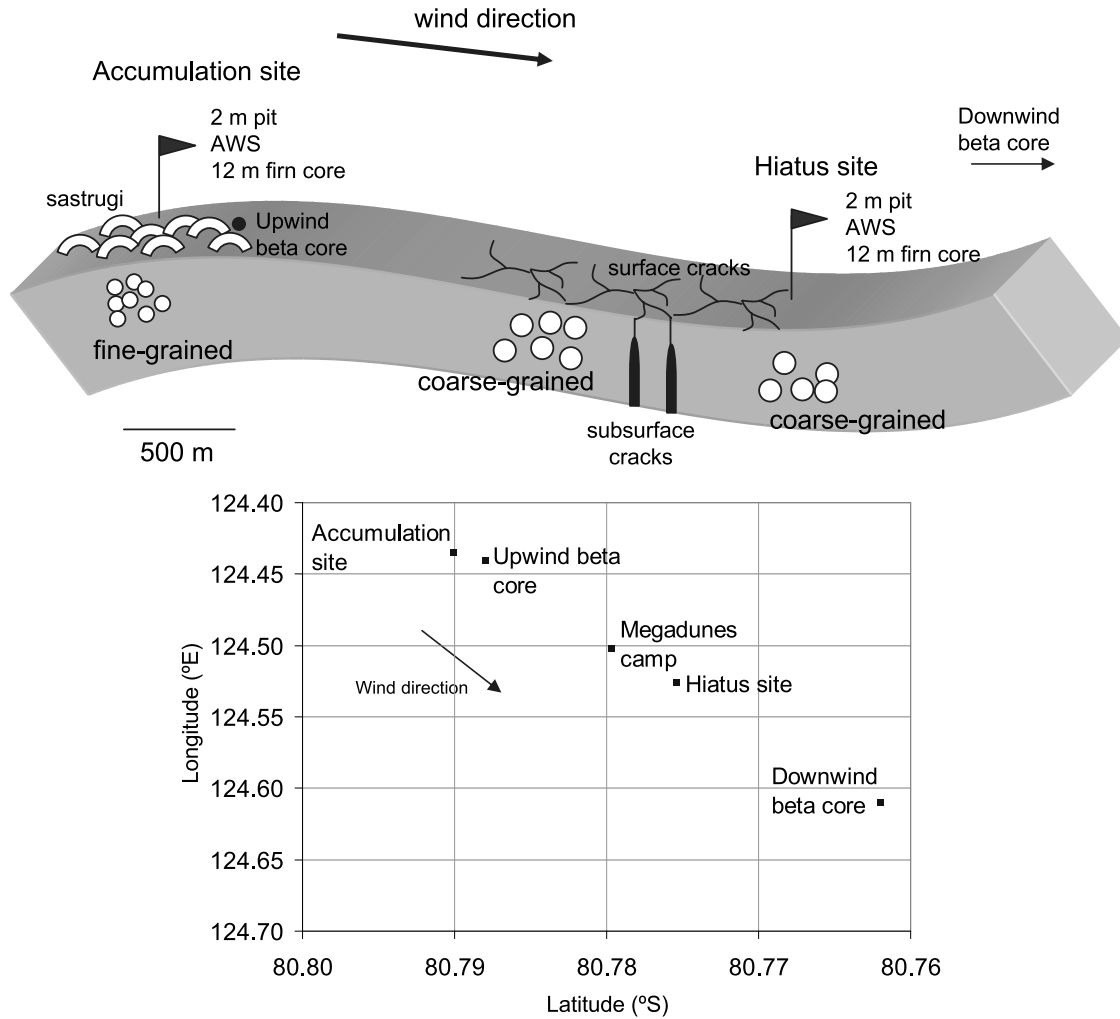 wind direction
Accumulation site
2 m pit
AWS
12 m firn core
Downwind
beta core
Hiatus site
2 m pit
AWS
12 m firn core
sastrugi
Upwind
beta core
surface cracks
fine-grained
coarse-grained
coarse-grained
subsurface
cracks
500 m
124.40
124.45
124.50
124.55
124.60
124.65
124.70
Longitude (ºE)
Accumulation
site
Upwind beta
core
Megadunes
camp
Wind direction
Hiatus site
Downwind
beta core
80.80
80.79
80.78
80.77
80.76
Latitude (ºS)